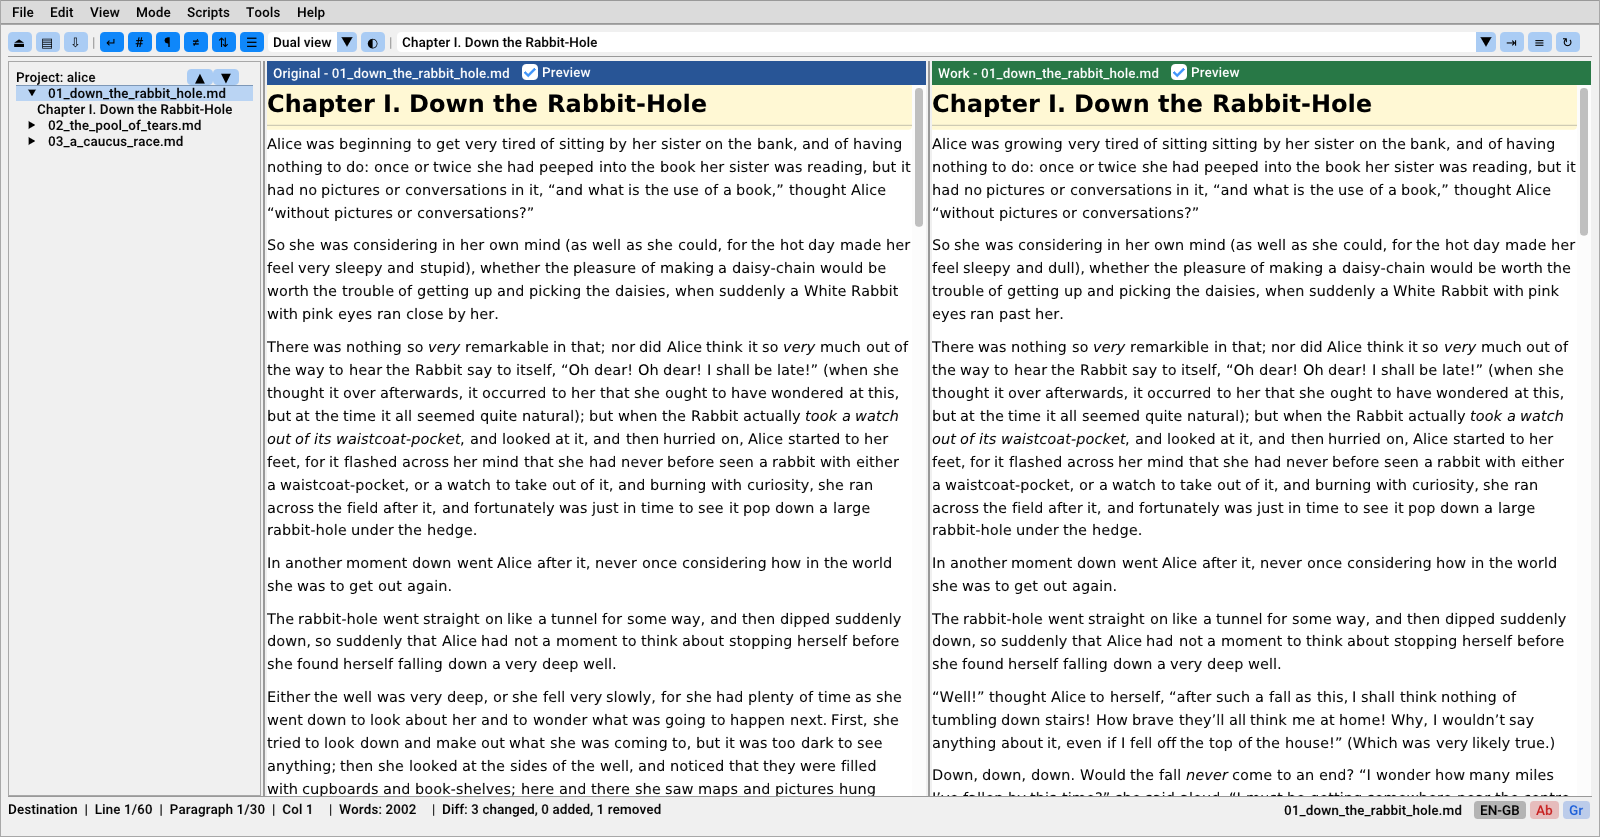 File Edit View Mode Scripts Tools Help
Dual view Chapter I. Down the Rabbit-Hole
Project: alice
01_down_the_rabbit_hole.md
Chapter I. Down the Rabbit-Hole
02_the_pool_of_tears.md
03_a_caucus_race.md
Original - 01_down_the_rabbit_hole.md Preview
Chapter I. Down the Rabbit-Hole
Alice was beginning to get very tired of sitting by her sister on the bank, and of having
nothing to do: once or twice she had peeped into the book her sister was reading, but it
had no pictures or conversations in it, “and what is the use of a book,” thought Alice
“without pictures or conversations?”
So she was considering in her own mind (as well as she could, for the hot day made her
feel very sleepy and stupid), whether the pleasure of making a daisy-chain would be
worth the trouble of getting up and picking the daisies, when suddenly a White Rabbit
with pink eyes ran close by her.
There was nothing so very remarkable in that; nor did Alice think it so very much out of
the way to hear the Rabbit say to itself, “Oh dear! Oh dear! I shall be late!” (when she
thought it over afterwards, it occurred to her that she ought to have wondered at this,
but at the time it all seemed quite natural); but when the Rabbit actually took a watch
out of its waistcoat-pocket, and looked at it, and then hurried on, Alice started to her
feet, for it flashed across her mind that she had never before seen a rabbit with either
a waistcoat-pocket, or a watch to take out of it, and burning with curiosity, she ran
across the field after it, and fortunately was just in time to see it pop down a large
rabbit-hole under the hedge.
In another moment down went Alice after it, never once considering how in the world
she was to get out again.
The rabbit-hole went straight on like a tunnel for some way, and then dipped suddenly
down, so suddenly that Alice had not a moment to think about stopping herself before
she found herself falling down a very deep well.
Either the well was very deep, or she fell very slowly, for she had plenty of time as she
went down to look about her and to wonder what was going to happen next. First, she
tried to look down and make out what she was coming to, but it was too dark to see
anything; then she looked at the sides of the well, and noticed that they were filled
with cupboards and book-shelves; here and there she saw maps and pictures hung
Work - 01_down_the_rabbit_hole.md Preview
Chapter I. Down the Rabbit-Hole
Alice was growing very tired of sitting sitting by her sister on the bank, and of having
nothing to do: once or twice she had peeped into the book her sister was reading, but it
had no pictures or conversations in it, “and what is the use of a book,” thought Alice
“without pictures or conversations?”
So she was considering in her own mind (as well as she could, for the hot day made her
feel sleepy and dull), whether the pleasure of making a daisy-chain would be worth the
trouble of getting up and picking the daisies, when suddenly a White Rabbit with pink
eyes ran past her.
There was nothing so very remarkible in that; nor did Alice think it so very much out of
the way to hear the Rabbit say to itself, “Oh dear! Oh dear! I shall be late!” (when she
thought it over afterwards, it occurred to her that she ought to have wondered at this,
but at the time it all seemed quite natural); but when the Rabbit actually took a watch
out of its waistcoat-pocket, and looked at it, and then hurried on, Alice started to her
feet, for it flashed across her mind that she had never before seen a rabbit with either
a waistcoat-pocket, or a watch to take out of it, and burning with curiosity, she ran
across the field after it, and fortunately was just in time to see it pop down a large
rabbit-hole under the hedge.
In another moment down went Alice after it, never once considering how in the world
she was to get out again.
The rabbit-hole went straight on like a tunnel for some way, and then dipped suddenly
down, so suddenly that Alice had not a moment to think about stopping herself before
she found herself falling down a very deep well.
“Well!” thought Alice to herself, “after such a fall as this, I shall think nothing of
tumbling down stairs! How brave they’ll all think me at home! Why, I wouldn’t say
anything about it, even if I fell off the top of the house!” (Which was very likely true.)
Down, down, down. Would the fall never come to an end? “I wonder how many miles
I’ve fallen by this time?” she said aloud. “I must be getting somewhere near the centre
Destination | Line 1/60 | Paragraph 1/30 | Col 1 | Words: 2002 | Diff: 3 changed, 0 added, 1 removed
01_down_the_rabbit_hole.md EN-GB Ab Gr